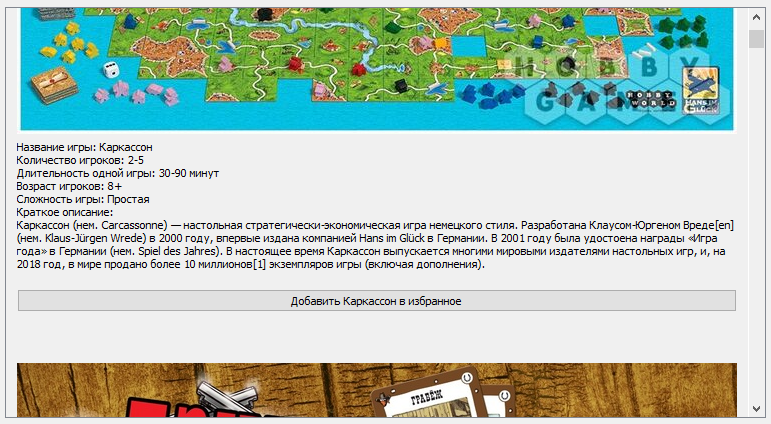 HOBBY
GAMES
HOBBY
WORLD
HANS IM
GLÜCK
Название игры: Каркассон
Количество игроков: 2-5
Длительность одной игры: 30-90 минут
Возраст игроков: 8+
Сложность игры: Простая
Краткое описание:
Каркассон (нем. Carcassonne) — настольная стратегически-экономическая игра немецкого стиля. Разработана Клаусом-Юргеном Вреде[en]
(нем. Klaus-Jürgen Wrede) в 2000 году, впервые издана компанией Hans im Glück в Германии. В 2001 году была удостоена награды «Игра
года» в Германии (нем. Spiel des Jahres). В настоящее время Каркассон выпускается многими мировыми издателями настольных игр, и, на
2018 год, в мире продано более 10 миллионов[1] экземпляров игры (включая дополнения).
Добавить Каркассон в избранное
ГРАБЁЖ